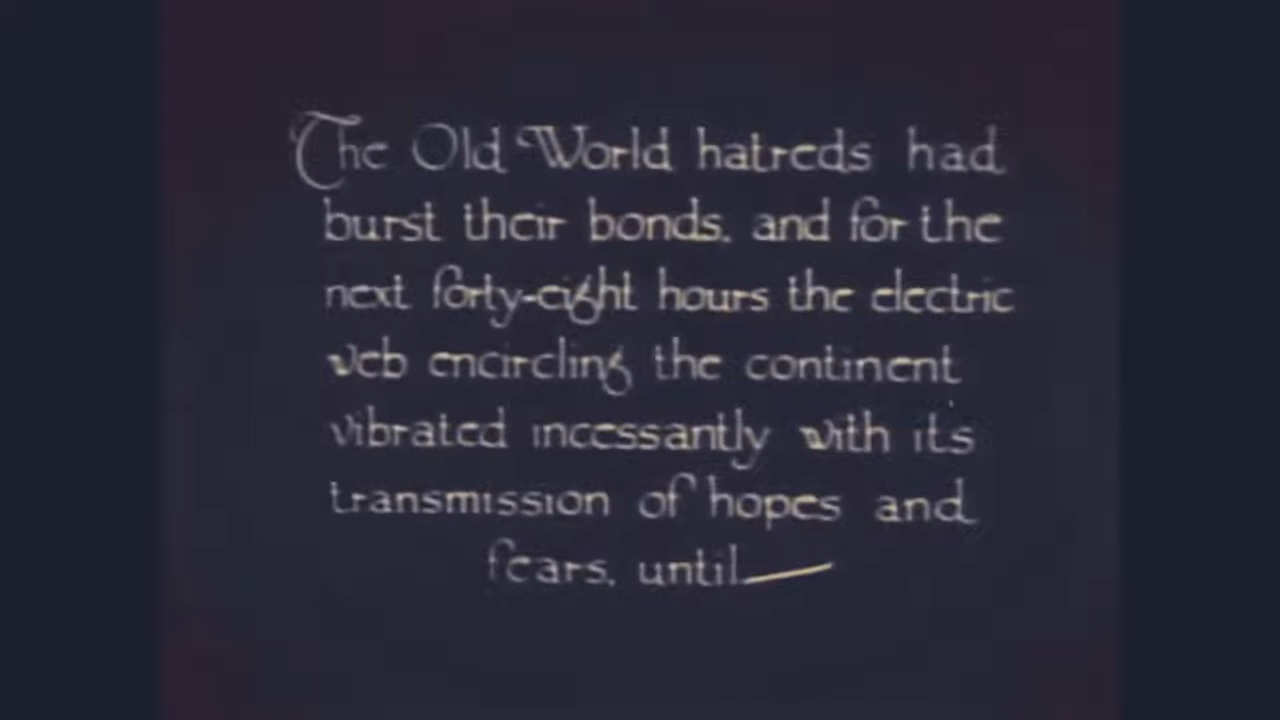 The Old World hatreds had
burst their bonds, and for the
next forty-eight hours the electric
web encircling the continent
vibrated incessantly with it's
transmission of hopes and
fears, until—